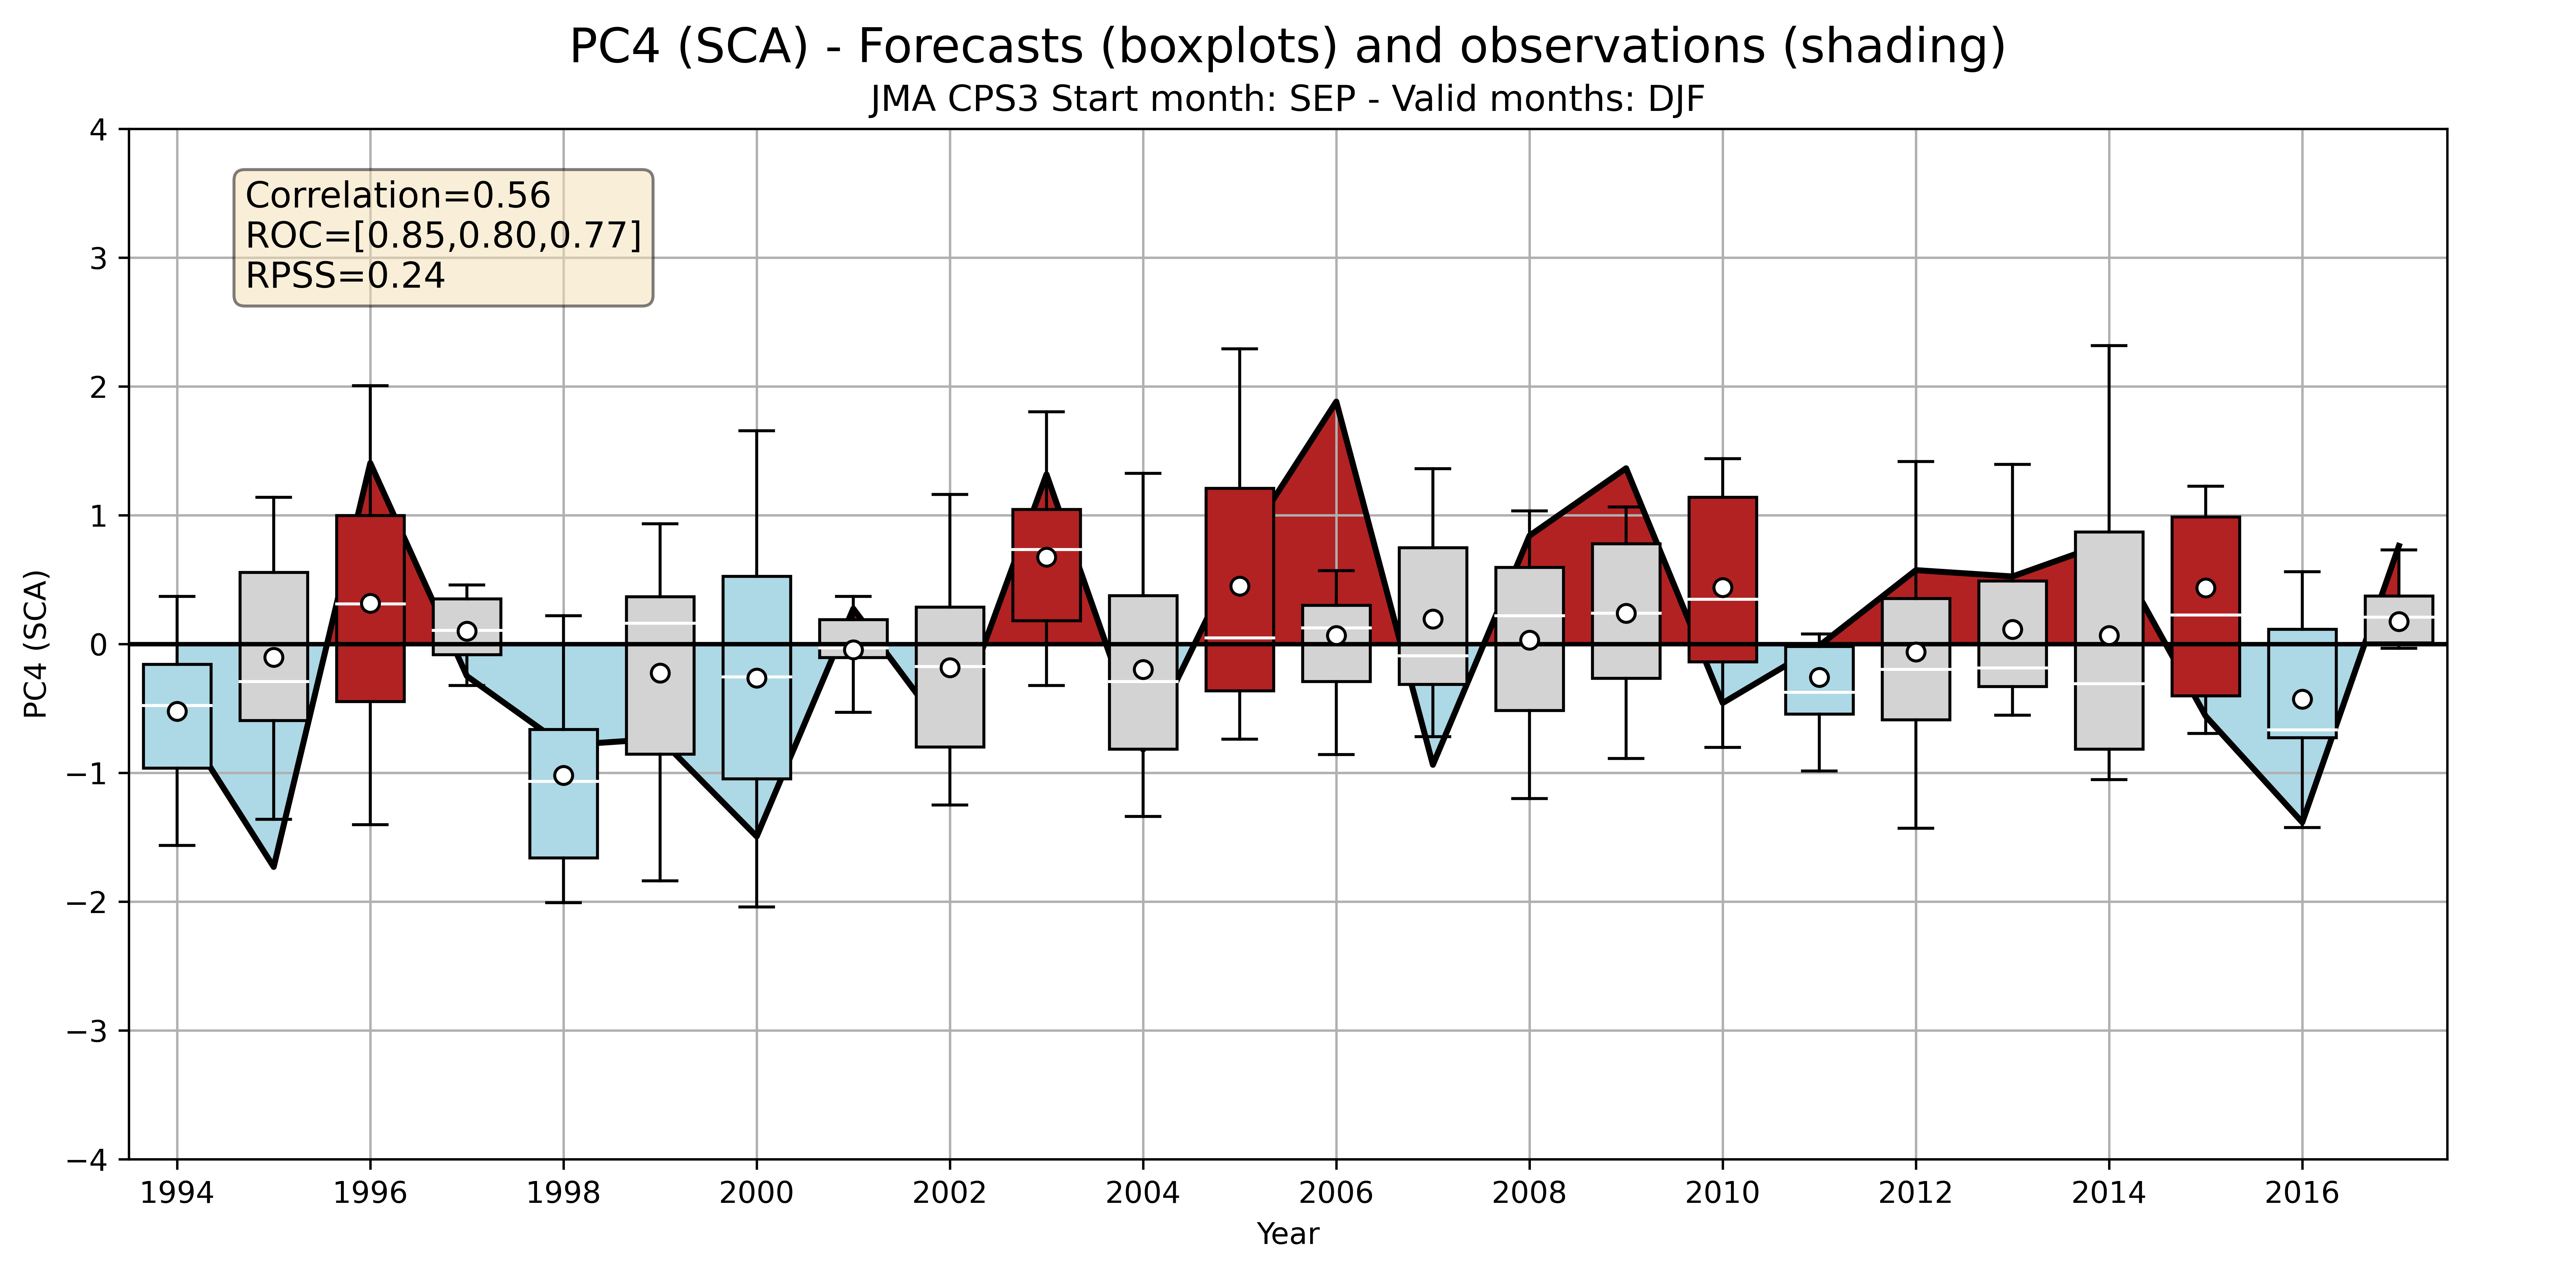 PC4 (SCA) - Forecasts (boxplots) and observations (shading)
JMA CPS3 Start month: SEP - Valid months: DJF
Correlation=0.56
ROC=[0.85,0.80,0.77]
RPSS=0.24
PC4 (SCA)
4
3
2
1
0
−1
−2
−3
−4
1994 1996 1998 2000 2002 2004 2006 2008 2010 2012 2014 2016
Year